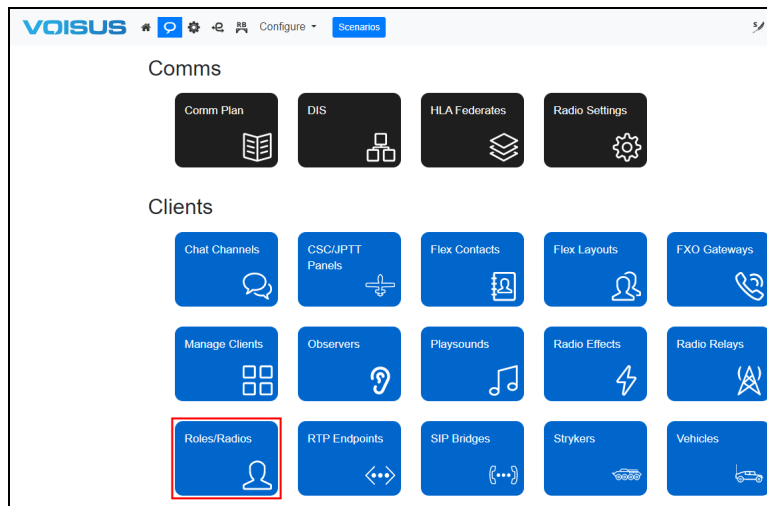 VOISUS RB Configure Scenarios S
Comms
Comm Plan DIS HLA Federates Radio Settings
Clients
Chat Channels CSC/JPTT Flex Contacts Flex Layouts FXO Gateways
Panels
Manage Clients Observers Playsounds Radio Effects Radio Relays
Roles/Radios RTP Endpoints SIP Bridges Strykers Vehicles